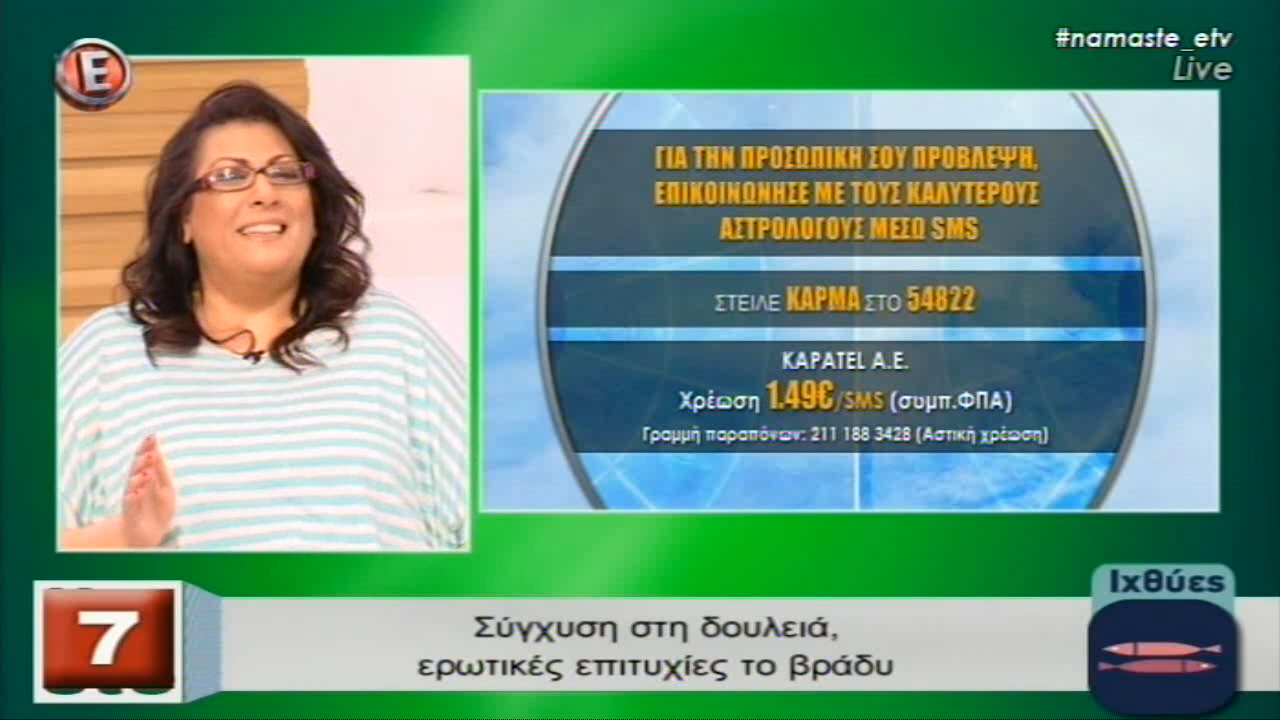 E
#namaste_etv
Live
ΓΙΑ ΤΗΝ ΠΡΟΣΩΠΙΚΗ ΣΟΥ ΠΡΟΒΛΕΨΗ,
ΕΠΙΚΟΙΝΩΝΗΣΕ ΜΕ ΤΟΥΣ ΚΑΛΥΤΕΡΟΥΣ
ΑΣΤΡΟΛΟΓΟΥΣ ΜΕΣΩ SMS
ΣΤΕΙΛΕ ΚΑΡΜΑ ΣΤΟ 54822
KAPATEL A.E.
Χρέωση 1.49€/SMS (συμπ.ΦΠΑ)
Γραμμή παραπόνων: 211 188 3428 (Αστική χρέωση)
7
Σύγχυση στη δουλειά,
ερωτικές επιτυχίες το βράδυ
Ιχθύες